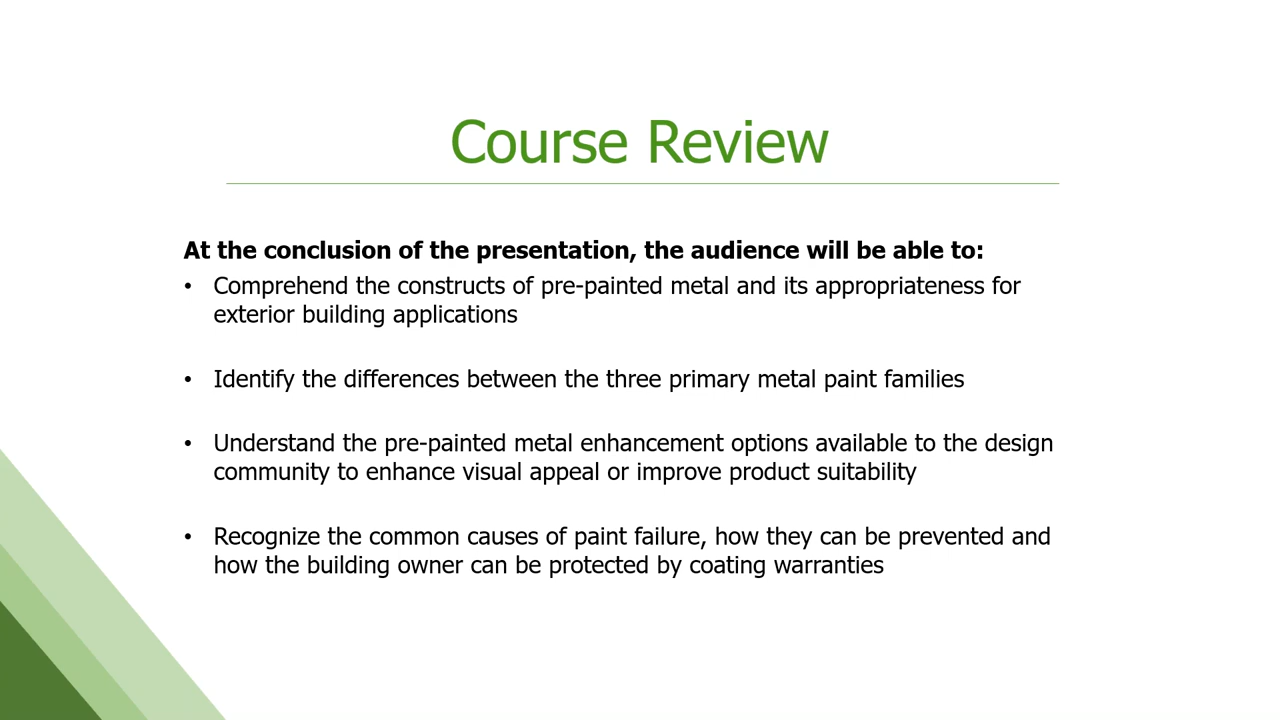 Course Review
At the conclusion of the presentation, the audience will be able to:
• Comprehend the constructs of pre-painted metal and its appropriateness for
exterior building applications
• Identify the differences between the three primary metal paint families
• Understand the pre-painted metal enhancement options available to the design
community to enhance visual appeal or improve product suitability
• Recognize the common causes of paint failure, how they can be prevented and
how the building owner can be protected by coating warranties